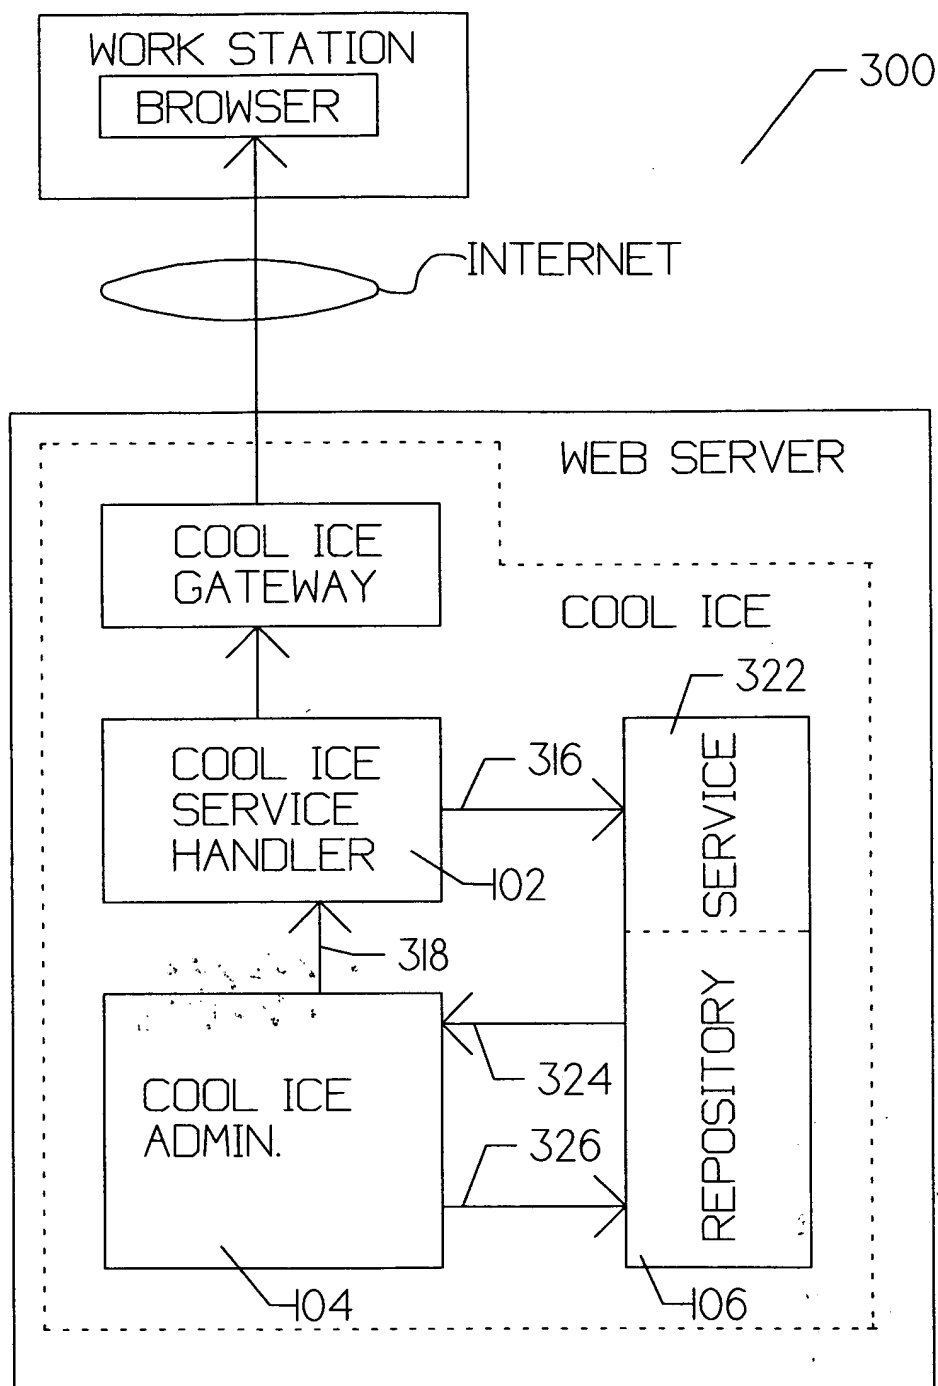 WORK STATION
BROWSER
300
INTERNET
WEB SERVER
COOL ICE
GATEWAY
COOL ICE
322
COOL ICE
SERVICE
HANDLER
316
SERVICE
102
318
REPOSITORY
324
COOL ICE
ADMIN.
326
104
106